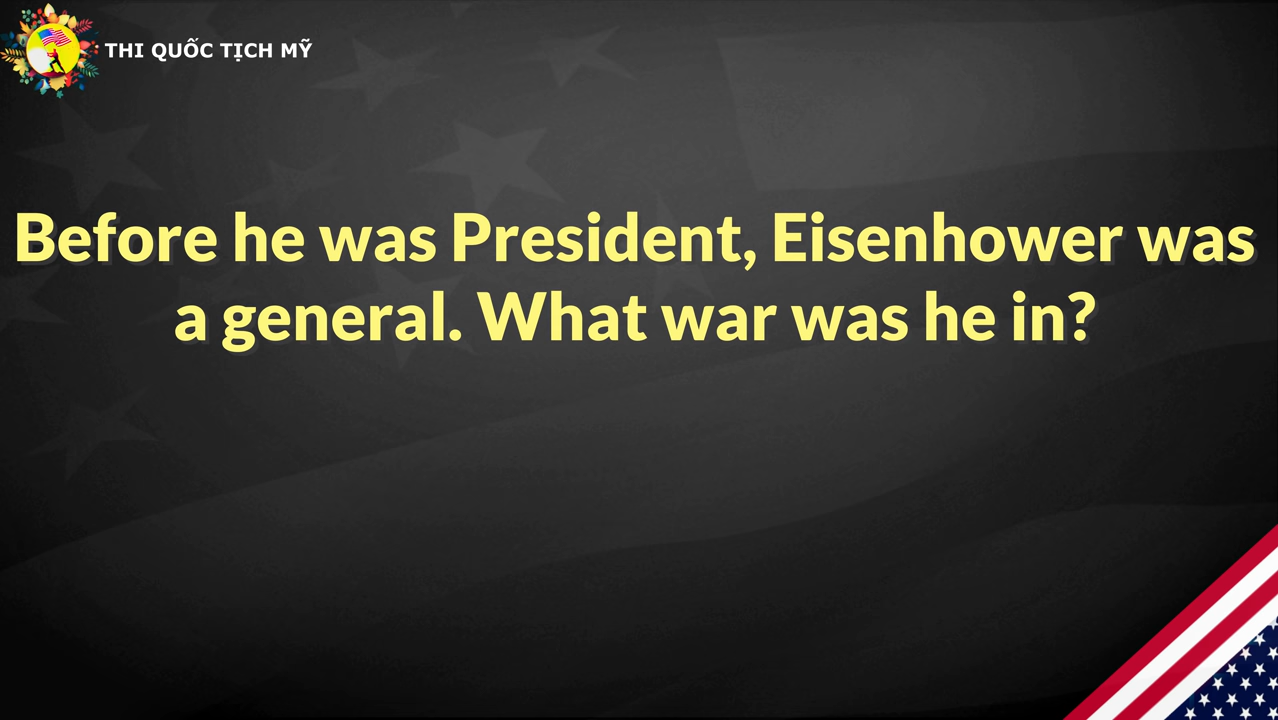 THI QUỐC TỊCH MỸ
Before he was President, Eisenhower was
a general. What war was he in?